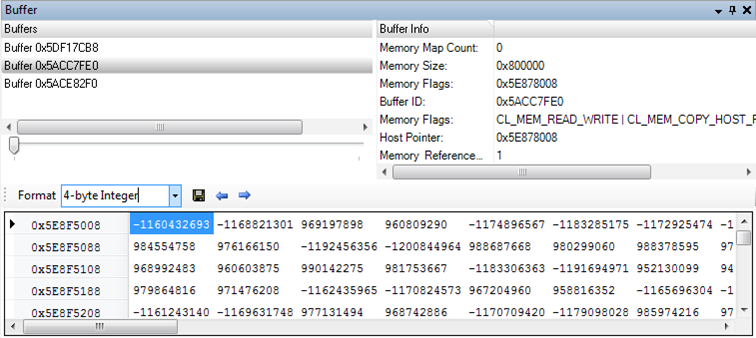 Buffer
Buffers
Buffer 0x5DF17CB8
Buffer 0x5ACC7FE0
Buffer 0x5ACE82F0
Buffer Info
Memory Map Count: 0
Memory Size: 0x800000
Memory Flags: 0x5E878008
Buffer ID: 0x5ACC7FE0
Memory Flags: CL_MEM_READ_WRITE | CL_MEM_COPY_HOST_P
Host Pointer: 0x5E878008
Memory Reference... 1
Format 4-byte Integer
0x5E8F5008 -1160432693 -1168821301 969197898 960809290 -1174896567 -1183285175 -1172925474 -1
0x5E8F5088 984554758 976166150 -1192456356 -1200844964 988687668 980299060 988378595 97
0x5E8F5108 968992483 960603875 990142275 981753667 -1183306363 -1191694971 952130099 94
0x5E8F5188 979864816 971476208 -1162435965 -1170824573 967204960 958816352 -1165696304 -1
0x5E8F5208 -1161243140 -1169631748 977131494 968742886 -1170709420 -1179098028 985974216 97